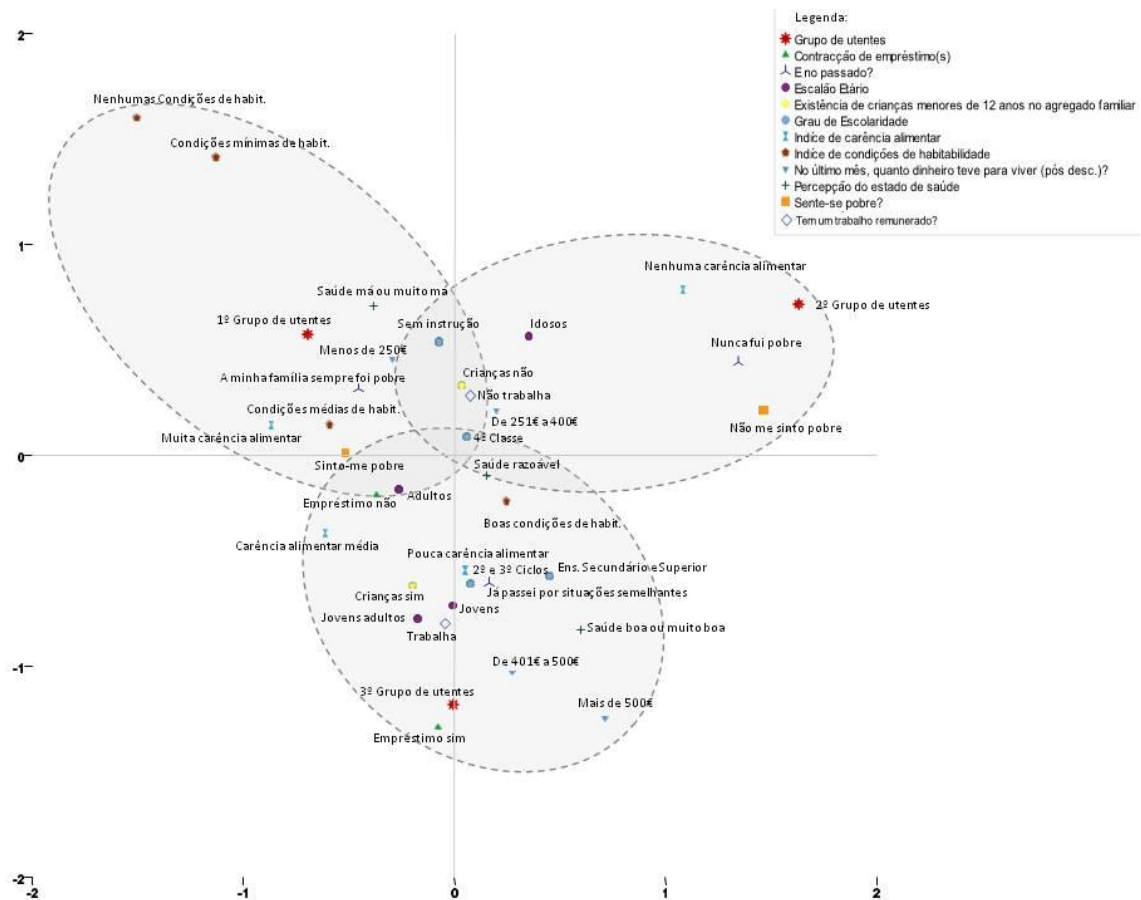 Legenda:
Grupo de utentes
Contracção de empréstimo(s)
E no passado?
Escalão Etário
Existência de crianças menores de 12 anos no agregado familiar
Grau de Escolaridade
Indíce de carência alimentar
Indíce de condições de habitabilidade
No último mês, quanto dinheiro teve para viver (pós desc.)?
Percepção do estado de saúde
Sente-se pobre?
Tem um trabalho remunerado?
2
Nenhumas Condições de habit.
Condições mínimas de habit.
1
Nenhuma carência alimentar
Saúde má ou muito má
2º Grupo de utentes
1º Grupo de utentes
Sem instrução
Idosos
Nunca fui pobre
Menos de 250€
Crianças não
A minha família sempre foi pobre
Não trabalha
Condições médias de habit.
De 251€ a 400€
Não me sinto pobre
Muita carência alimentar
4ª Classe
0
Sinto-me pobre
Saúde razoável
Adultos
Empréstimo não
Boas condições de habit.
Carência alimentar média
Pouca carência alimentar
2º e 3º Ciclos
Ens. Secundário e Superior
Já passei por situações semelhantes
Crianças sim
Jovens
Jovens adultos
Trabalha
Saúde boa ou muito boa
-1
De 401€ a 500€
3º Grupo de utentes
Mais de 500€
Empréstimo sim
-2
-2
-1
0
1
2